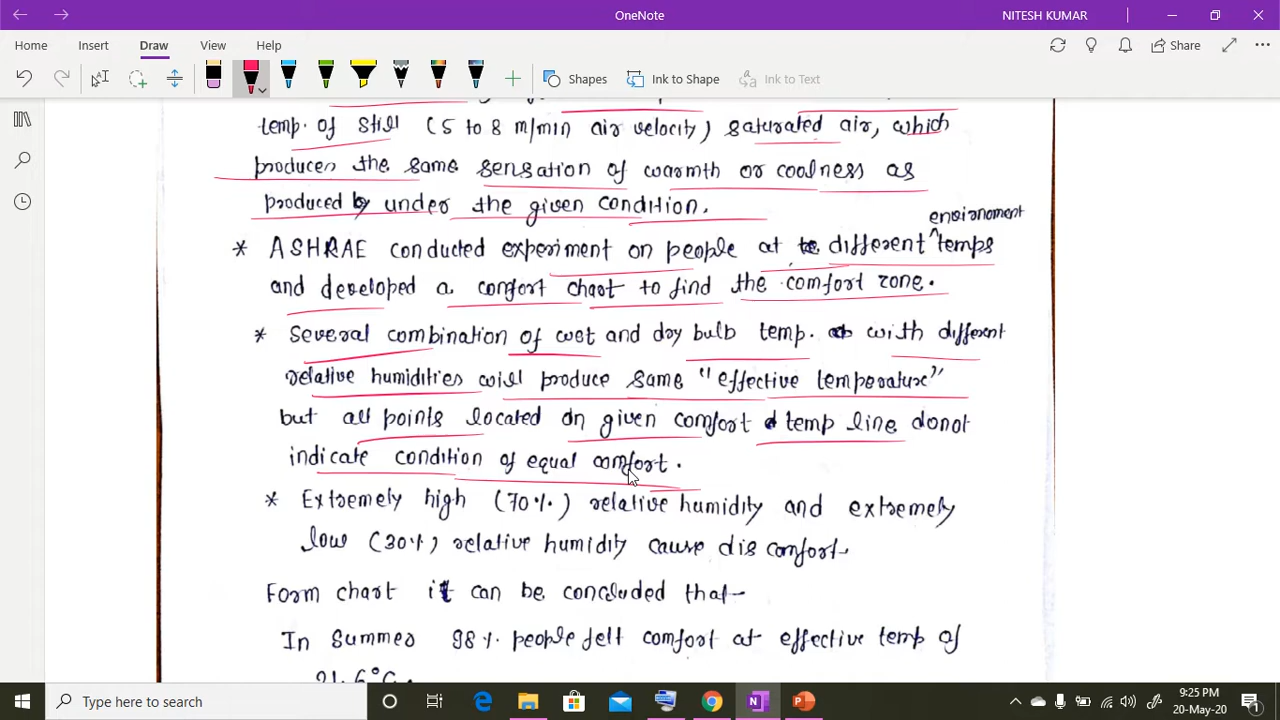 OneNote
NITESH KUMAR
Home Insert Draw View Help
Share
Shapes Ink to Shape Ink to Text
temp. of still (5 to 8 m/min air velocity) saturated air, which
produces the same sensation of warmth or coolness as
produced by under the given condition.
environment
* ASHRAE conducted experiment on people at different ^temps
and developed a comfort chart to find the comfort zone.
* Several combination of wet and dry bulb temp. with different
relative humidities will produce same "effective temperature"
but all points located on given comfort temp line donot
indicate condition of equal comfort.
* Extremely high (70%) relative humidity and extremely
low (30%) relative humidity cause discomfort.
Form chart it can be concluded that-
In Summer 98% people felt comfort at effective temp of
21.6°C.
Type here to search
9:25 PM
20-May-20